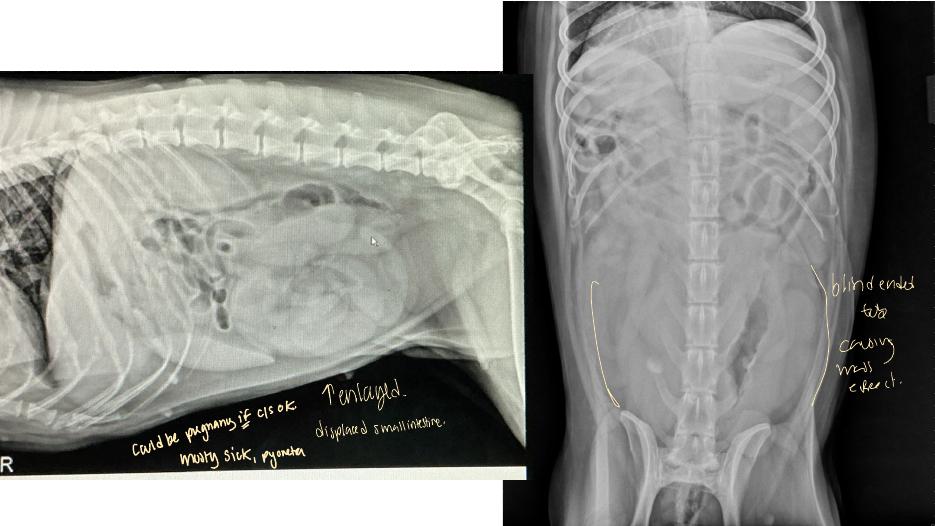 R
could be pregnancy if c/s ok.
mostly sick, pyometra
↑ enlarged.
displaced small intestine.
blind ended
tube
causing
mass
effect.